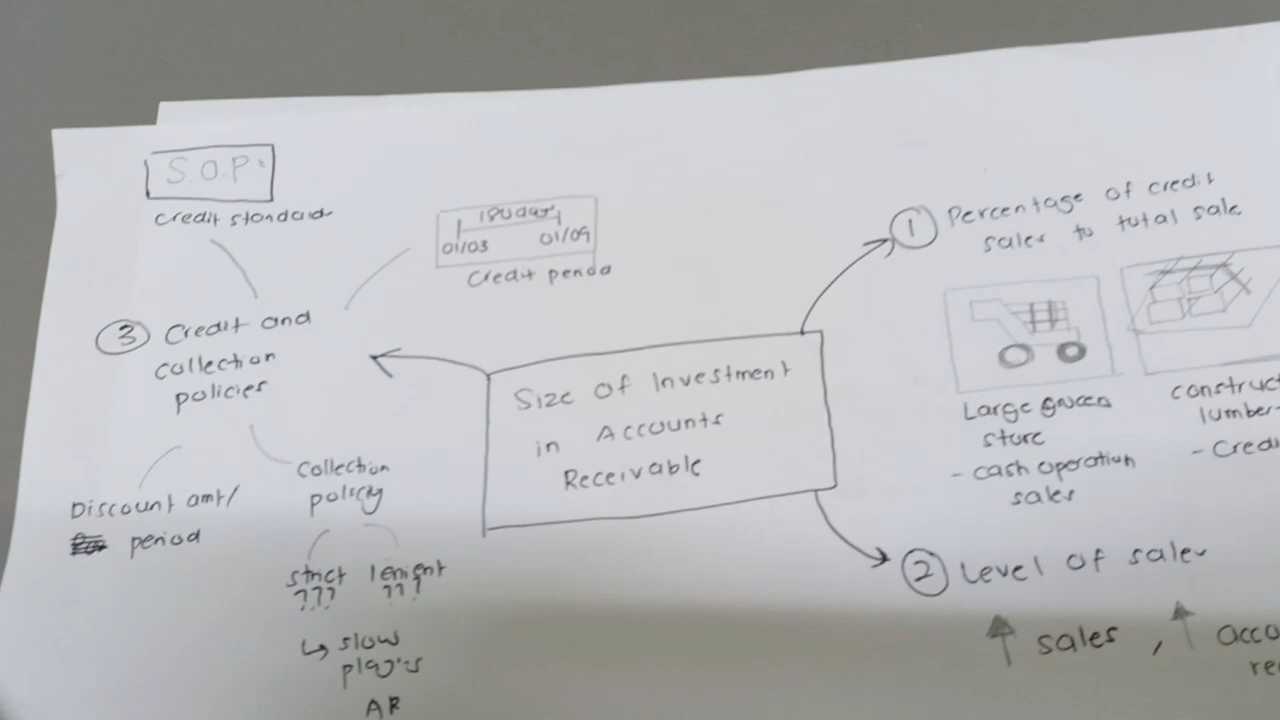 S.O.P:
credit standard
180 days
01/03 01/09
Credit period
3 Credit and
collection
policies
Discount amt/
period
Collection
policy
strict lenient
??? ???
↳ slow
AR
Size of Investment
in Accounts
Receivable
1 Percentage of credit
sales to total sale
Large
store
- cash operation
sales
construct
lumber
- Credi
2 Level of sales
↑ sales, ↑ acco
re